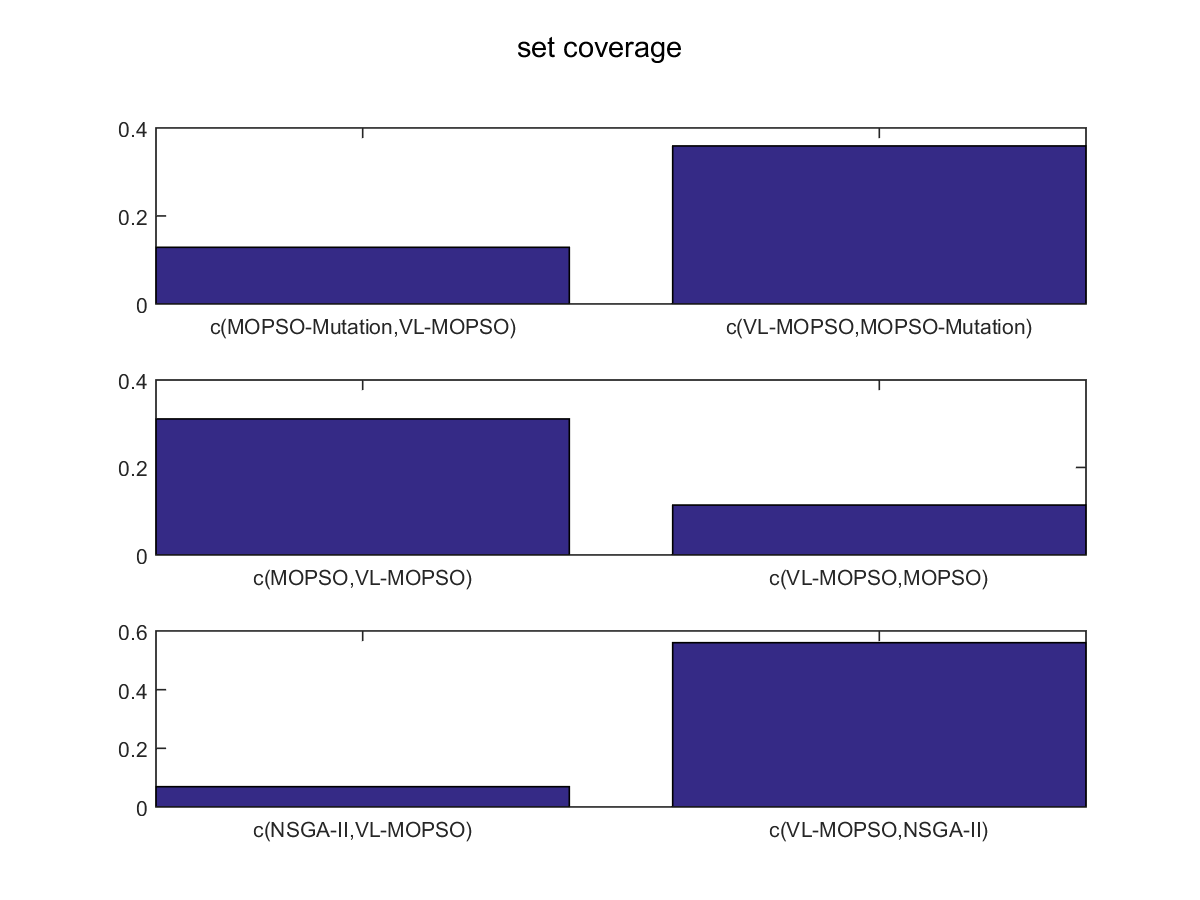 set coverage
0.4
0.2
0
c(MOPSO-Mutation,VL-MOPSO) c(VL-MOPSO,MOPSO-Mutation)
0.4
0.2
0
c(MOPSO,VL-MOPSO) c(VL-MOPSO,MOPSO)
0.6
0.4
0.2
0
c(NSGA-II,VL-MOPSO) c(VL-MOPSO,NSGA-II)